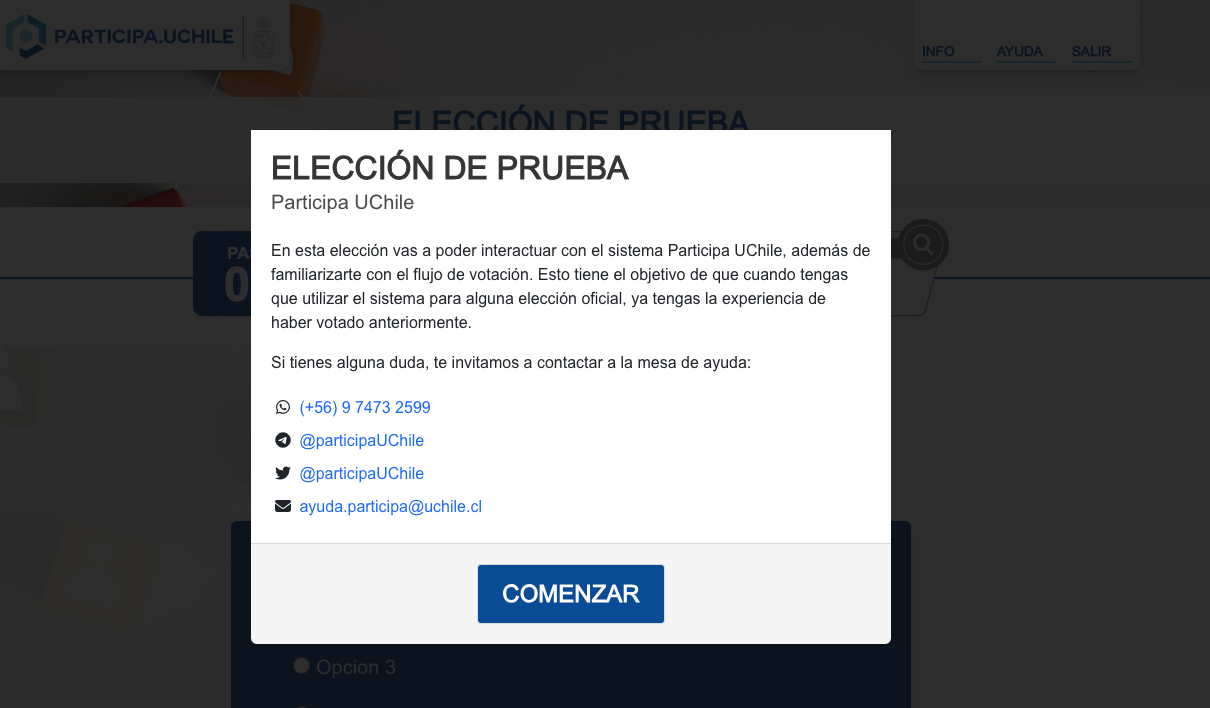 PARTICIPA.UCHILE
INFO AYUDA SALIR
ELECCIÓN DE PRUEBA
ELECCIÓN DE PRUEBA
Participa UChile
En esta elección vas a poder interactuar con el sistema Participa UChile, además de
familiarizarte con el flujo de votación. Esto tiene el objetivo de que cuando tengas
que utilizar el sistema para alguna elección oficial, ya tengas la experiencia de
haber votado anteriormente.
Si tienes alguna duda, te invitamos a contactar a la mesa de ayuda:
(+56) 9 7473 2599
@participaUChile
@participaUChile
ayuda.participa@uchile.cl
COMENZAR
Opcion 3